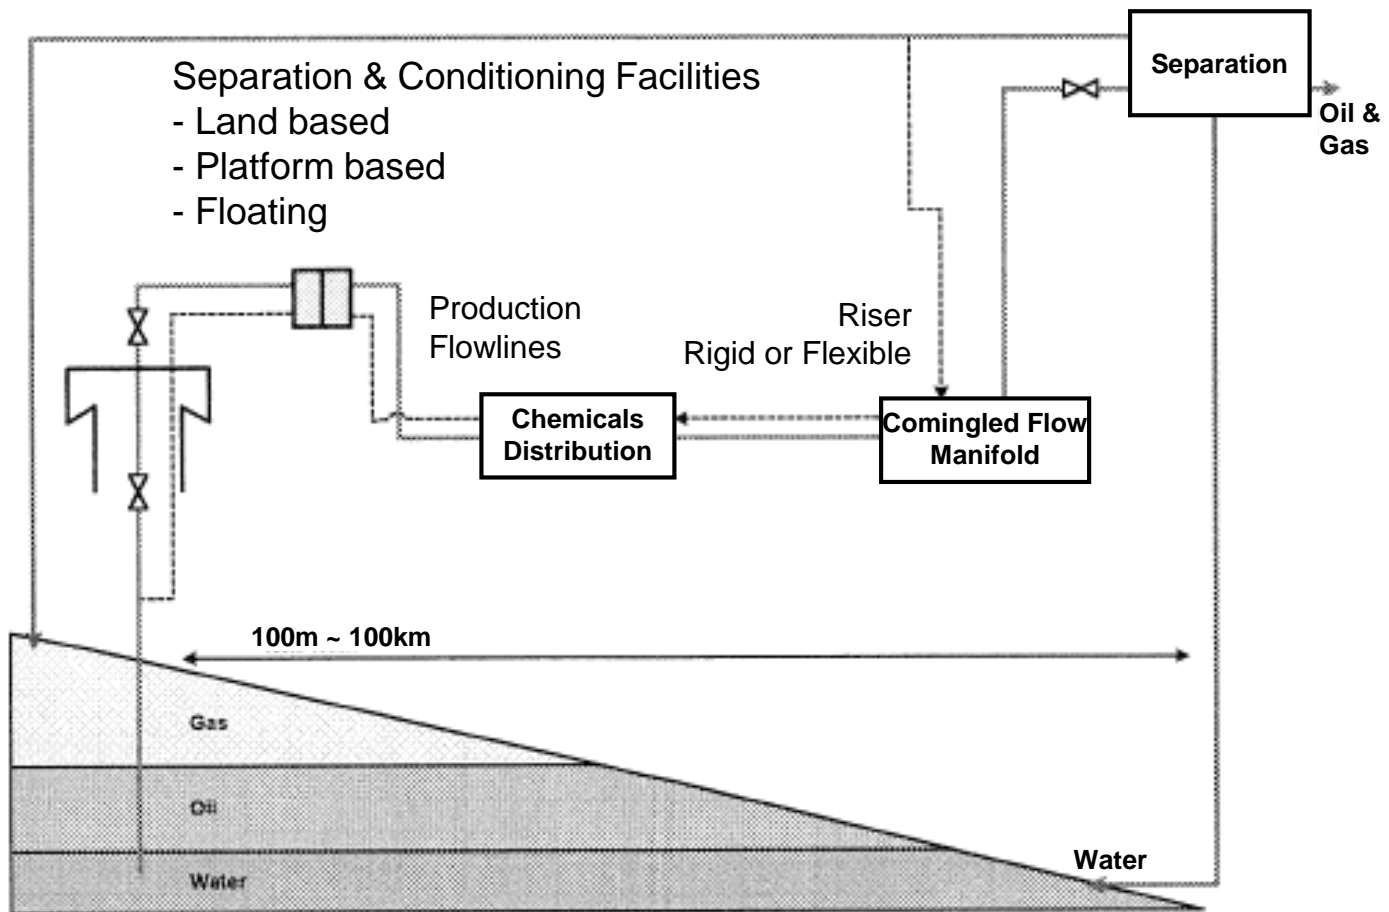 Separation & Conditioning Facilities
- Land based
- Platform based
- Floating
Separation
Oil &
Gas
Production
Flowlines
Riser
Rigid or Flexible
Chemicals
Distribution
Comingled Flow
Manifold
100m ~ 100km
Gas
Oil
Water
Water